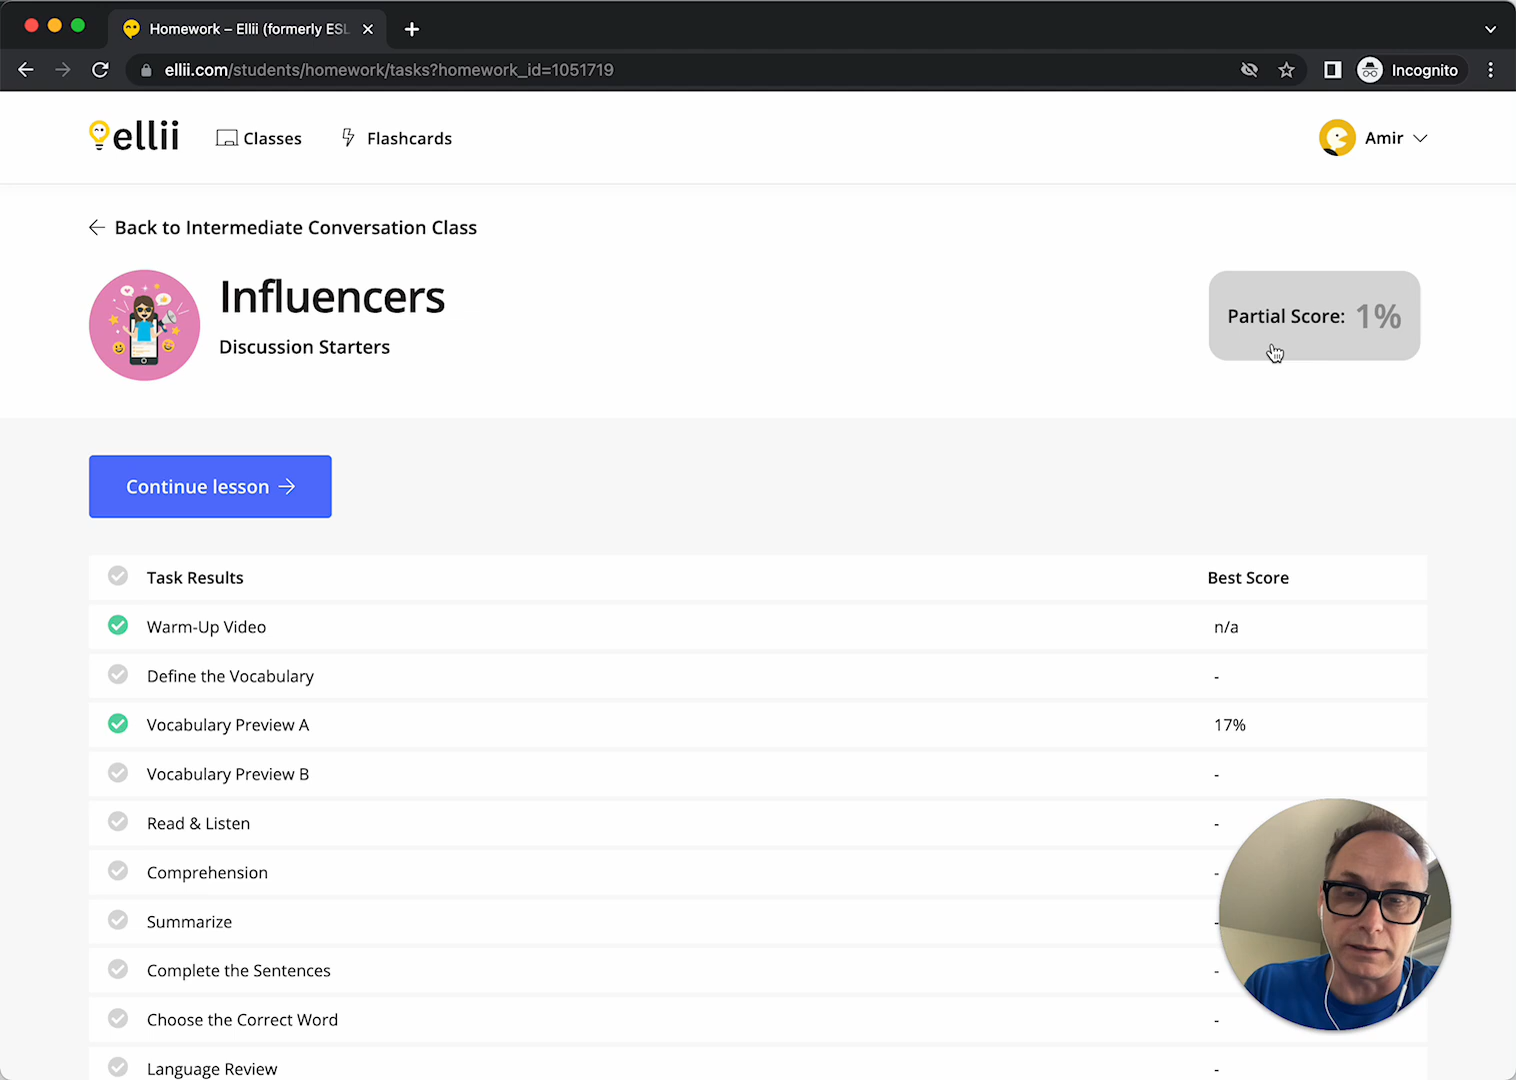 Homework – Ellii (formerly ESL
ellii.com/students/homework/tasks?homework_id=1051719
Incognito
ellii
Classes
Flashcards
Amir
Back to Intermediate Conversation Class
Influencers
Discussion Starters
Partial Score: 1%
Continue lesson
Task Results Best Score
Warm-Up Video n/a
Define the Vocabulary -
Vocabulary Preview A 17%
Vocabulary Preview B -
Read & Listen -
Comprehension -
Summarize -
Complete the Sentences -
Choose the Correct Word -
Language Review -